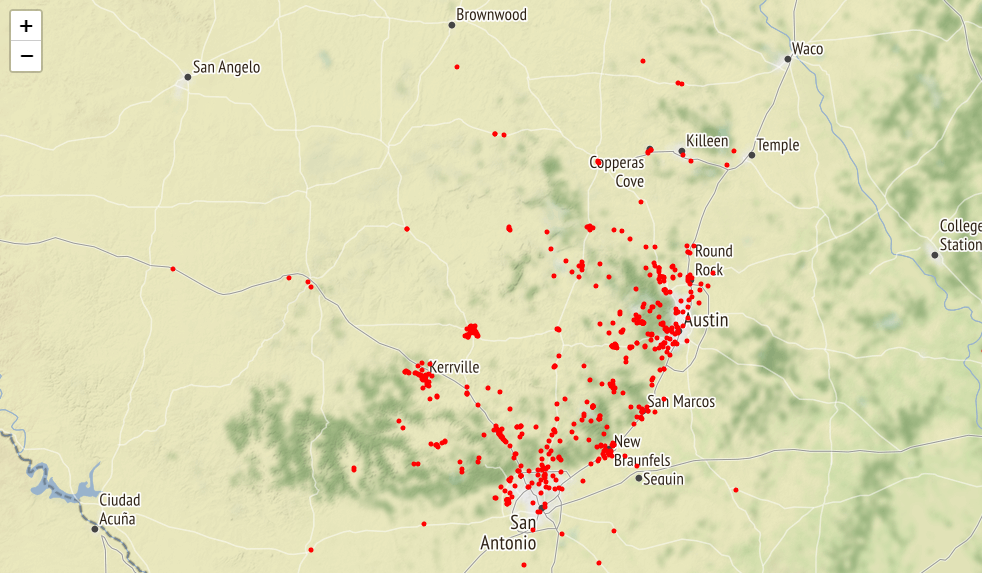 +
−
Brownwood
San Angelo
Waco
Killeen
Temple
Copperas
Cove
College
Station
Round
Rock
Austin
Kerrville
San Marcos
New
Braunfels
Seguin
Ciudad
Acuña
San
Antonio